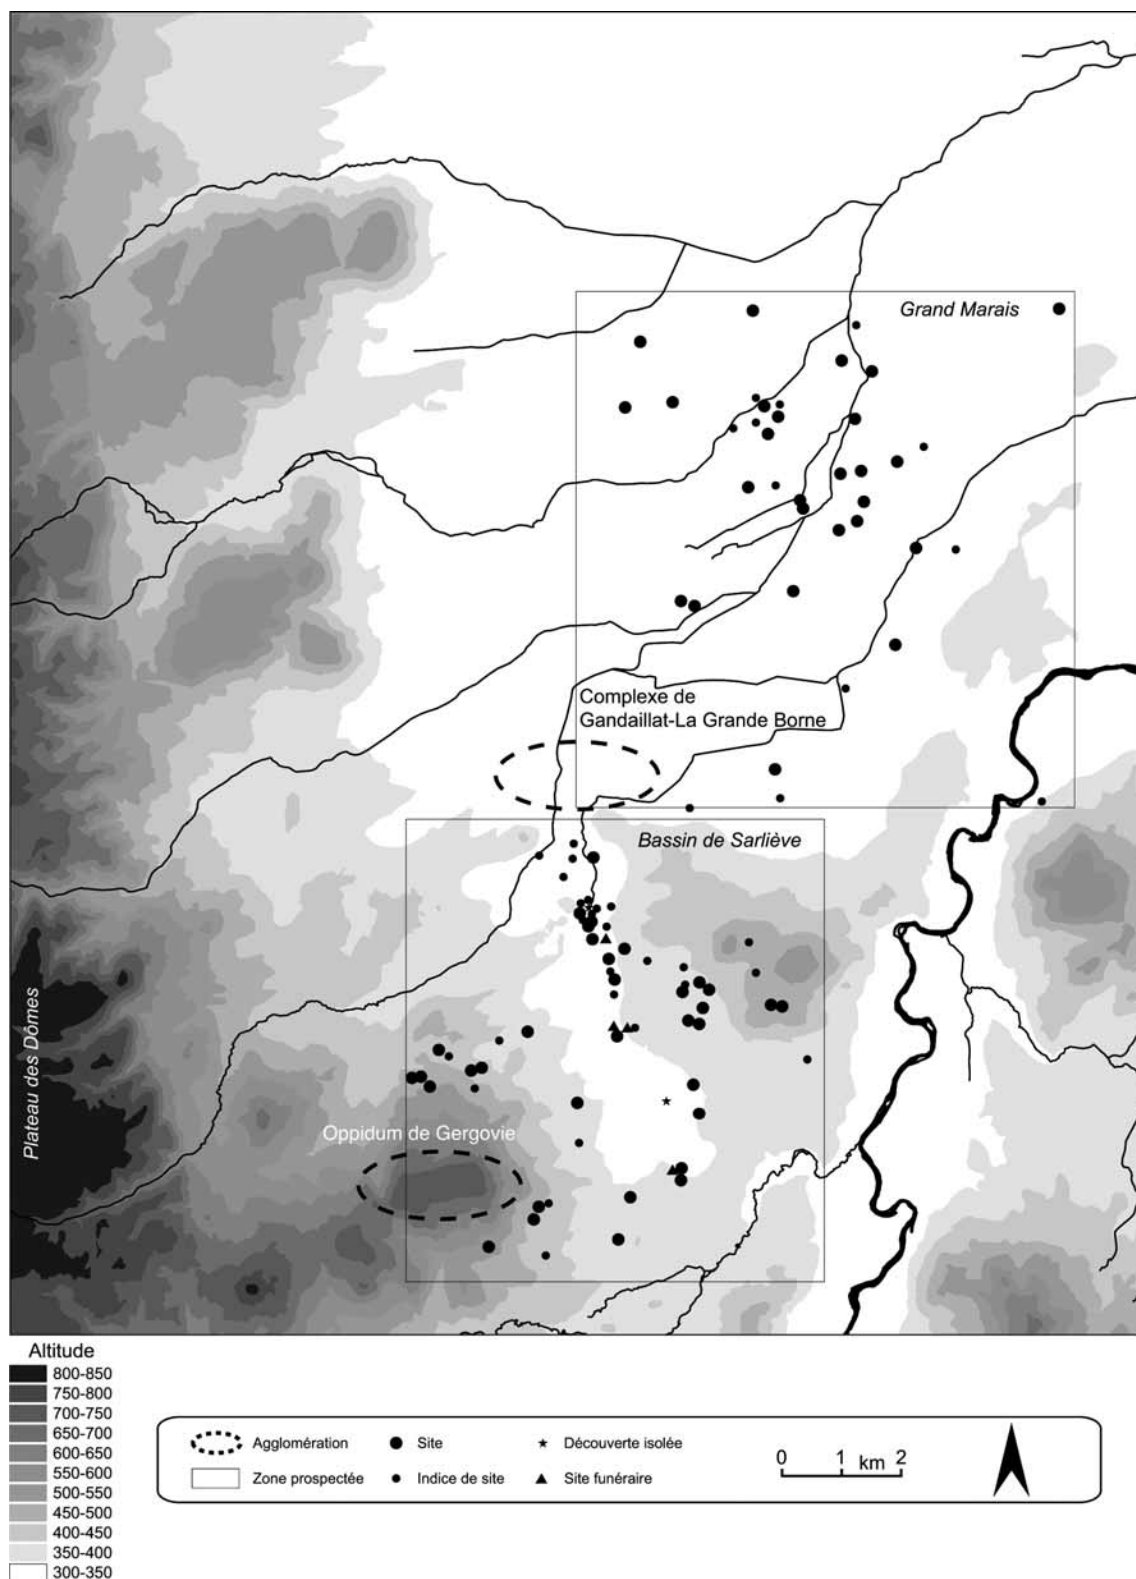 Grand Marais
Complexe de
Gandaillat-La Grande Borne
Bassin de Sarliève
Plateau des Dômes
Oppidum de Gergovie
Altitude
800-850
750-800
700-750
650-700
600-650
550-600
500-550
450-500
400-450
350-400
300-350
Agglomération
Site
Découverte isolée
Zone prospectée
Indice de site
Site funéraire
0 1 km 2